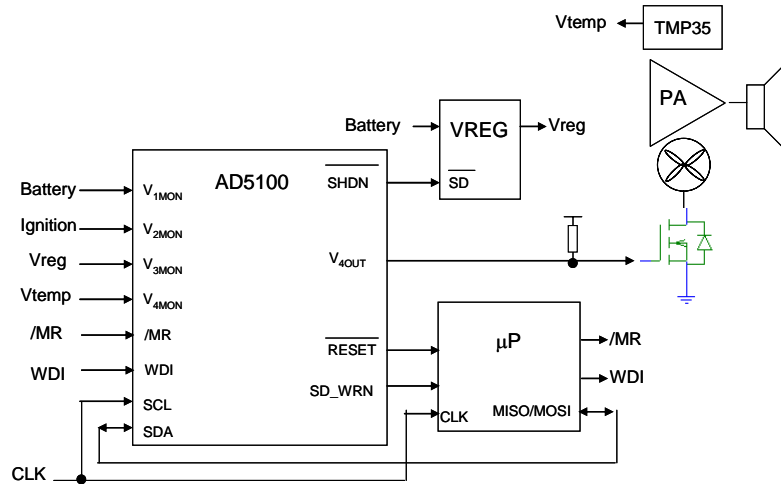 Vtemp
TMP35
PA
Battery
VREG
Vreg
SD
AD5100
Battery
V1MON
SHDN
Ignition
V2MON
Vreg
V3MON
V4OUT
Vtemp
V4MON
/MR
/MR
RESET
μP
/MR
WDI
WDI
SD_WRN
WDI
SCL
CLK
MISO/MOSI
SDA
CLK